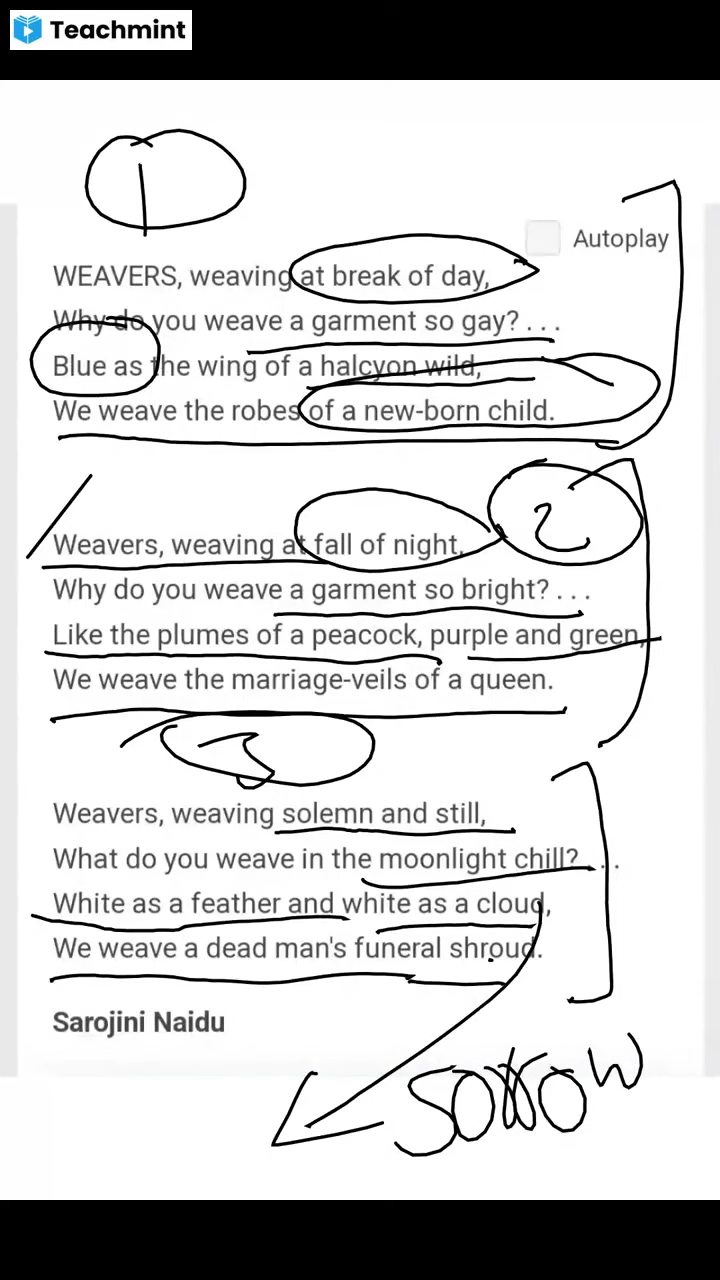 Teachmint
1
Autoplay
WEAVERS, weaving at break of day,
Why do you weave a garment so gay? . . .
Blue as the wing of a halcyon wild,
We weave the robes of a new-born child.
2
Weavers, weaving at fall of night,
Why do you weave a garment so bright? . . .
Like the plumes of a peacock, purple and green,
We weave the marriage-veils of a queen.
3
Weavers, weaving solemn and still,
What do you weave in the moonlight chill? . . .
White as a feather and white as a cloud,
We weave a dead man's funeral shroud.
Sarojini Naidu
SORROW